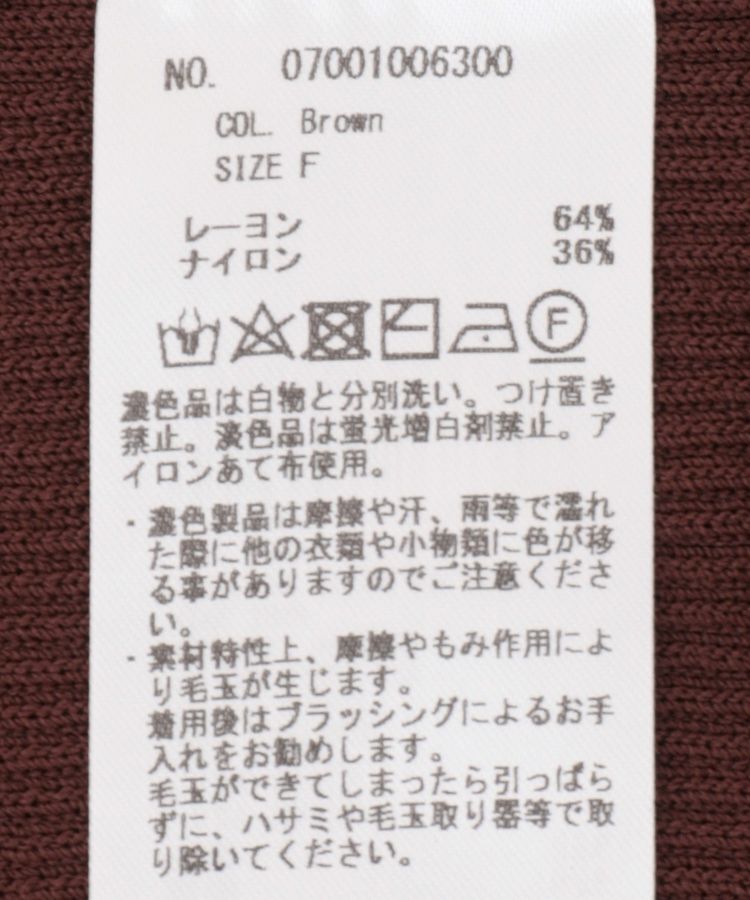 NO. 07001006300
COL. Brown
SIZE F
レーヨン 64%
ナイロン 36%
F
濃色品は白物と分別洗い。つけ置き
禁止。淡色品は蛍光増白剤禁止。ア
イロンあて布使用。
・濃色製品は摩擦や汗、雨等で濡れ
た際に他の衣類や小物類に色が移
る事がありますのでご注意くださ
い。
・素材特性上、摩擦やもみ作用によ
り毛玉が生じます。
着用後はブラッシングによるお手
入れをお勧めします。
毛玉ができてしまったら引っぱら
ずに、ハサミや毛玉取り器等で取
り除いてください。